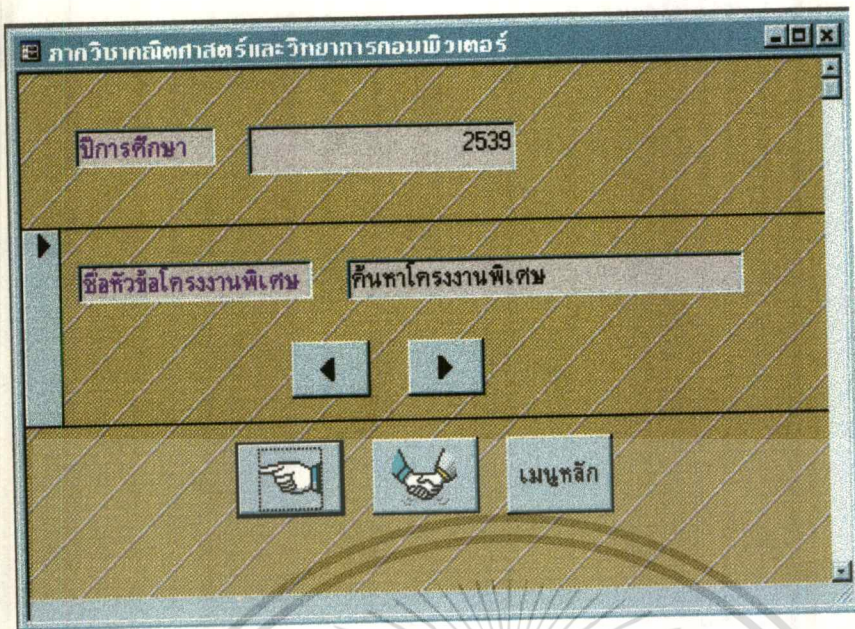 ภาควิชาคณิตศาสตร์และวิทยาการคอมพิวเตอร์
ปีการศึกษา 2539
ชื่อหัวข้อโครงงานพิเศษ ค้นหาโครงงานพิเศษ
เมนูหลัก